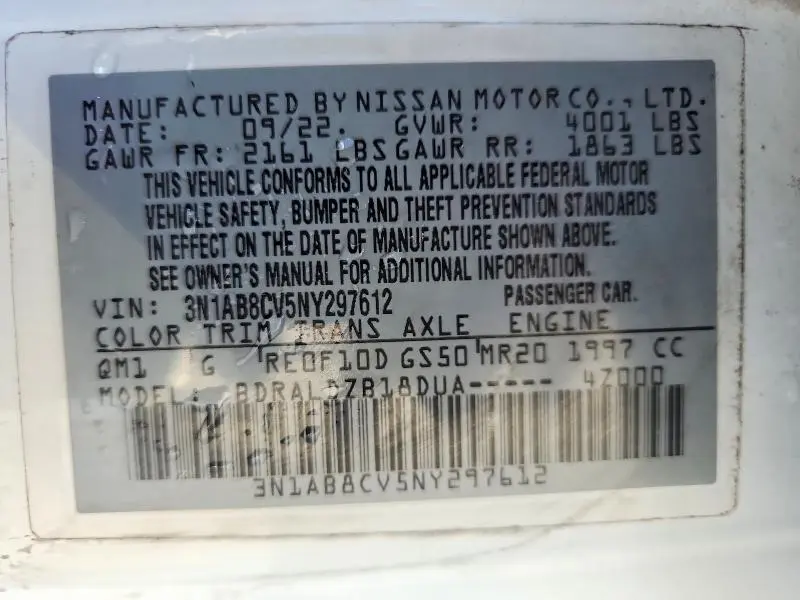 MANUFACTURED BY NISSAN MOTOR CO., LTD.
DATE: 09/22. GVWR: 4001 LBS
GAWR FR: 2161 LBS GAWR RR: 1863 LBS
THIS VEHICLE CONFORMS TO ALL APPLICABLE FEDERAL MOTOR
VEHICLE SAFETY, BUMPER AND THEFT PREVENTION STANDARDS
IN EFFECT ON THE DATE OF MANUFACTURE SHOWN ABOVE.
SEE OWNER'S MANUAL FOR ADDITIONAL INFORMATION.
VIN: 3N1AB8CV5NY297612 PASSENGER CAR.
COLOR TRIM TRANS AXLE ENGINE
QM1 G RE0F10D GS50 MR20 1997 CC
MODEL: 47000
3N1AB8CV5NY297612